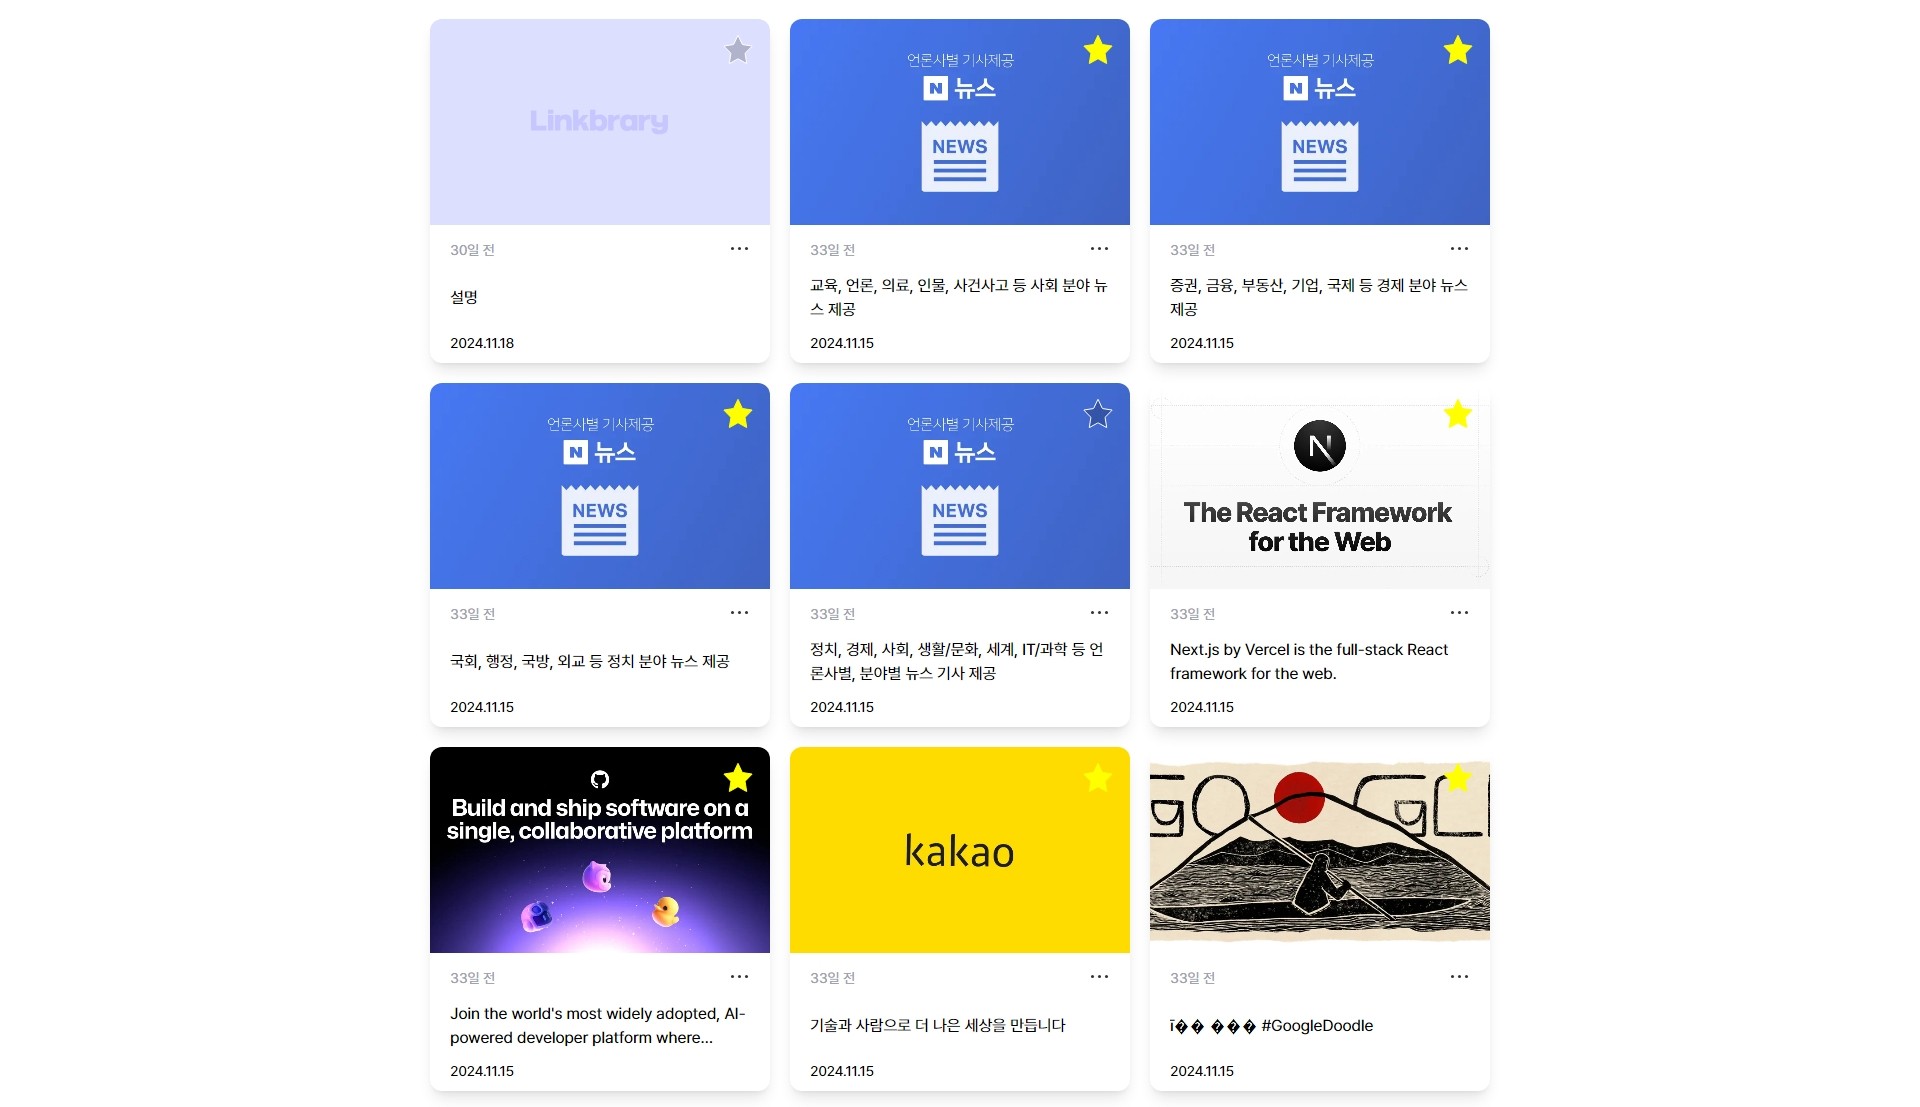 Linkbrary
30일 전
설명
2024.11.18
언론사별 기사제공
N 뉴스
NEWS
33일 전
교육, 언론, 의료, 인물, 사건사고 등 사회 분야 뉴
스 제공
2024.11.15
언론사별 기사제공
N 뉴스
NEWS
33일 전
증권, 금융, 부동산, 기업, 국제 등 경제 분야 뉴스
제공
2024.11.15
언론사별 기사제공
N 뉴스
NEWS
33일 전
국회, 행정, 국방, 외교 등 정치 분야 뉴스 제공
2024.11.15
언론사별 기사제공
N 뉴스
NEWS
33일 전
정치, 경제, 사회, 생활/문화, 세계, IT/과학 등 언
론사별, 분야별 뉴스 기사 제공
2024.11.15
N
The React Framework
for the Web
33일 전
Next.js by Vercel is the full-stack React
framework for the web.
2024.11.15
Build and ship software on a
single, collaborative platform
33일 전
Join the world's most widely adopted, AI-
powered developer platform where...
2024.11.15
kakao
33일 전
기술과 사람으로 더 나은 세상을 만듭니다
2024.11.15
33일 전
ī�� ��� #GoogleDoodle
2024.11.15